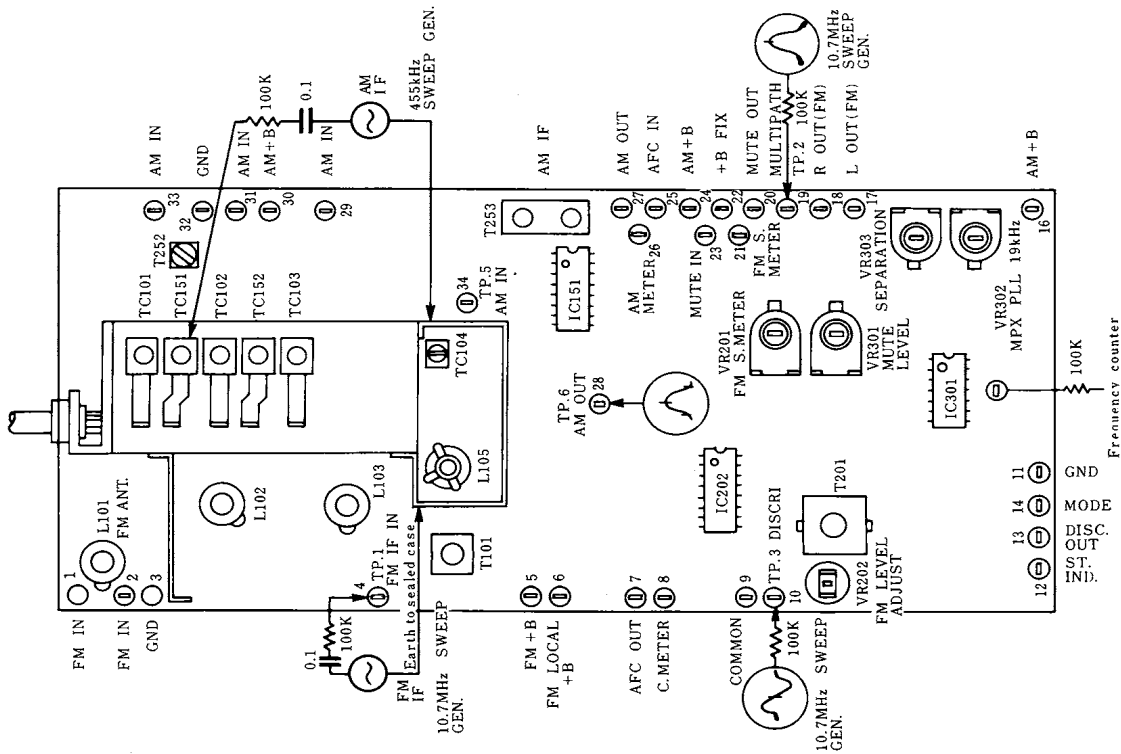 FM IN
1
L101
FM ANT.
FM IN
2
GND
3
L102
L103
0.1
100K
4
TP.1
FM IF IN
FM
IF
Earth to sealed case
10.7MHz SWEEP
GEN.
T101
L105
TC104
TC101
TC151
TC102
TC152
TC103
T252
AM IN
33
GND
32
AM IN
31
AM+B
30
AM IN
29
100K
0.1
AM
IF
455kHz
SWEEP GEN.
34
TP.5
AM IN
T253
AM IF
IC151
FM+B
5
FM LOCAL
+B
6
AFC OUT
7
C.METER
8
COMMON
9
TP.3 DISCRI
10
100K
10.7MHz SWEEP
GEN.
TP.6
AM OUT
28
AM OUT
27
AM
METER
26
AFC IN
25
AM+B
24
MUTE IN
23
+B FIX
22
21
FM S.
METER
MUTE OUT
20
MULTIPATH
TP.2
19
100K
10.7MHz
SWEEP
GEN.
R OUT(FM)
18
L OUT(FM)
17
IC202
VR201
FM S.METER
VR301
MUTE
LEVEL
VR303
SEPARATION
VR302
MPX PLL 19kHz
AM+B
16
T201
VR202
FM LEVEL
ADJUST
IC301
100K
Frequency counter
11
GND
14
MODE
13
DISC.
OUT
12
ST.
IND.